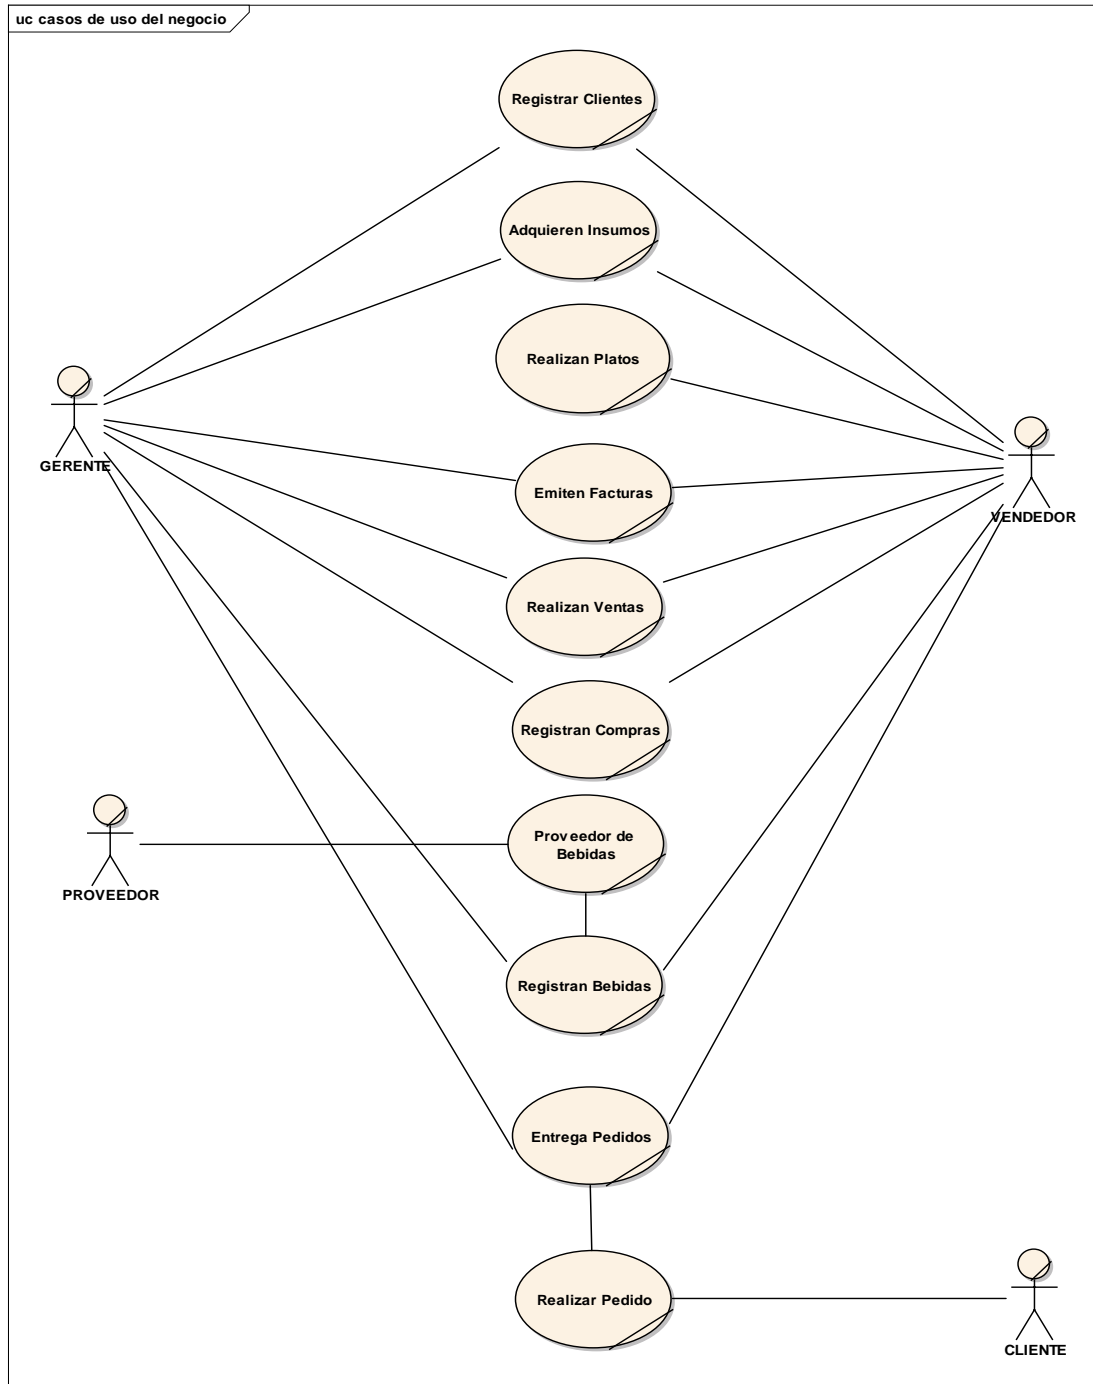 uc casos de uso del negocio
Registrar Clientes
Adquieren Insumos
Realizan Platos
GERENTE
Emiten Facturas
VENDEDOR
Realizan Ventas
Registran Compras
Proveedor de
Bebidas
PROVEEDOR
Registran Bebidas
Entrega Pedidos
Realizar Pedido
CLIENTE